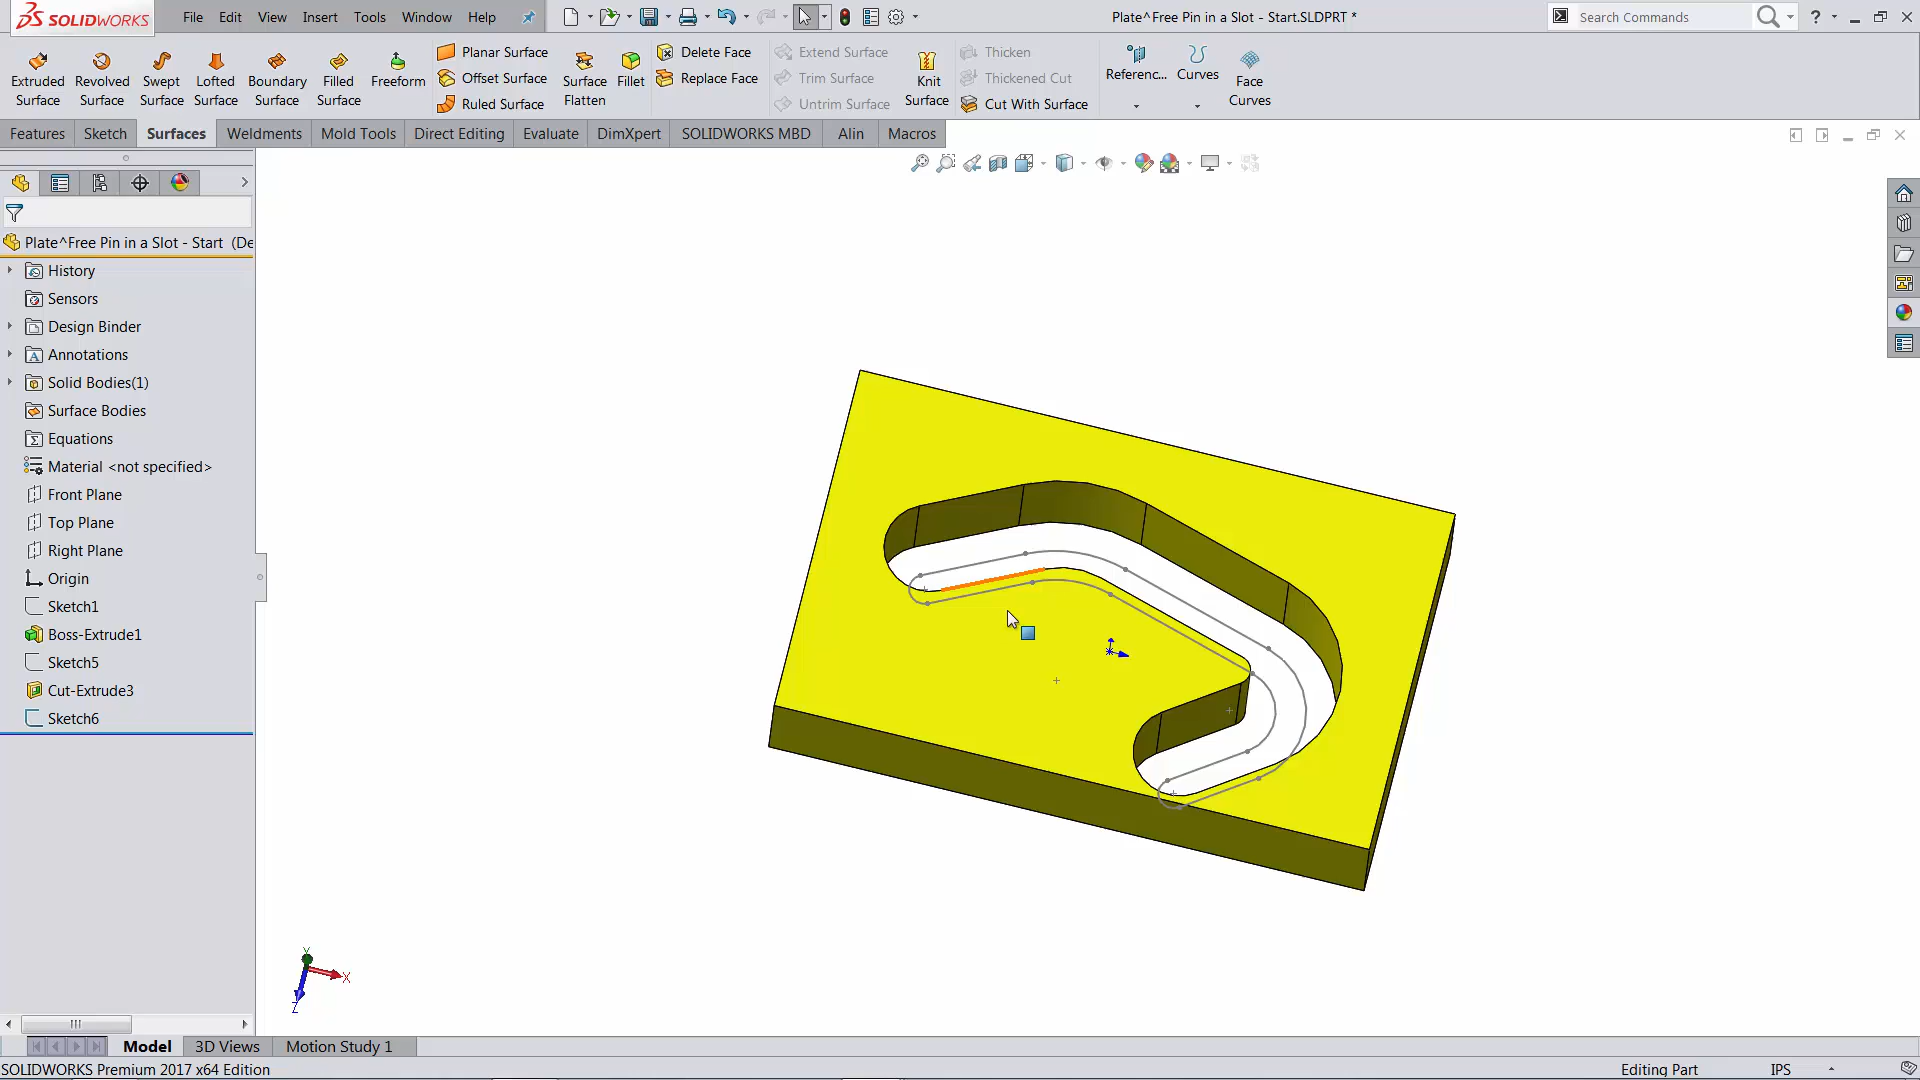 SOLIDWORKS File Edit View Insert Tools Window Help Plate^Free Pin in a Slot - Start.SLDPRT * Search Commands ?
Extruded Surface
Revolved Surface
Swept Surface
Lofted Surface
Boundary Surface
Filled Surface
Freeform
Planar Surface
Offset Surface
Ruled Surface
Surface Flatten
Fillet
Delete Face
Replace Face
Extend Surface
Trim Surface
Untrim Surface
Knit Surface
Thicken
Thickened Cut
Cut With Surface
Referenc...
Curves
Face Curves
Features Sketch Surfaces Weldments Mold Tools Direct Editing Evaluate DimXpert SOLIDWORKS MBD Alin Macros
Plate^Free Pin in a Slot - Start (De
History
Sensors
Design Binder
Annotations
Solid Bodies(1)
Surface Bodies
Equations
Material <not specified>
Front Plane
Top Plane
Right Plane
Origin
Sketch1
Boss-Extrude1
Sketch5
Cut-Extrude3
Sketch6
Y
X
Z
Model 3D Views Motion Study 1
SOLIDWORKS Premium 2017 x64 Edition Editing Part IPS